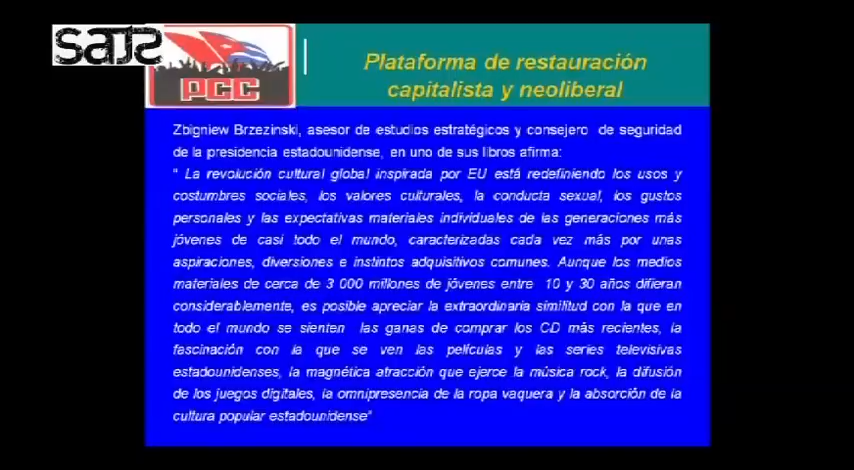 SATS
PCC
Plataforma de restauración
capitalista y neoliberal
Zbigniew Brzezinski, asesor de estudios estratégicos y consejero de seguridad
de la presidencia estadounidense, en uno de sus libros afirma:
" La revolución cultural global inspirada por EU está redefiniendo los usos y
costumbres sociales, los valores culturales, la conducta sexual, los gustos
personales y las expectativas materiales individuales de las generaciones más
jóvenes de casi todo el mundo, caracterizadas cada vez más por unas
aspiraciones, diversiones e instintos adquisitivos comunes. Aunque los medios
materiales de cerca de 3 000 millones de jóvenes entre 10 y 30 años difieran
considerablemente, es posible apreciar la extraordinaria similitud con la que en
todo el mundo se sienten las ganas de comprar los CD más recientes, la
fascinación con la que se ven las películas y las series televisivas
estadounidenses, la magnética atracción que ejerce la música rock, la difusión
de los juegos digitales, la omnipresencia de la ropa vaquera y la absorción de la
cultura popular estadounidense"